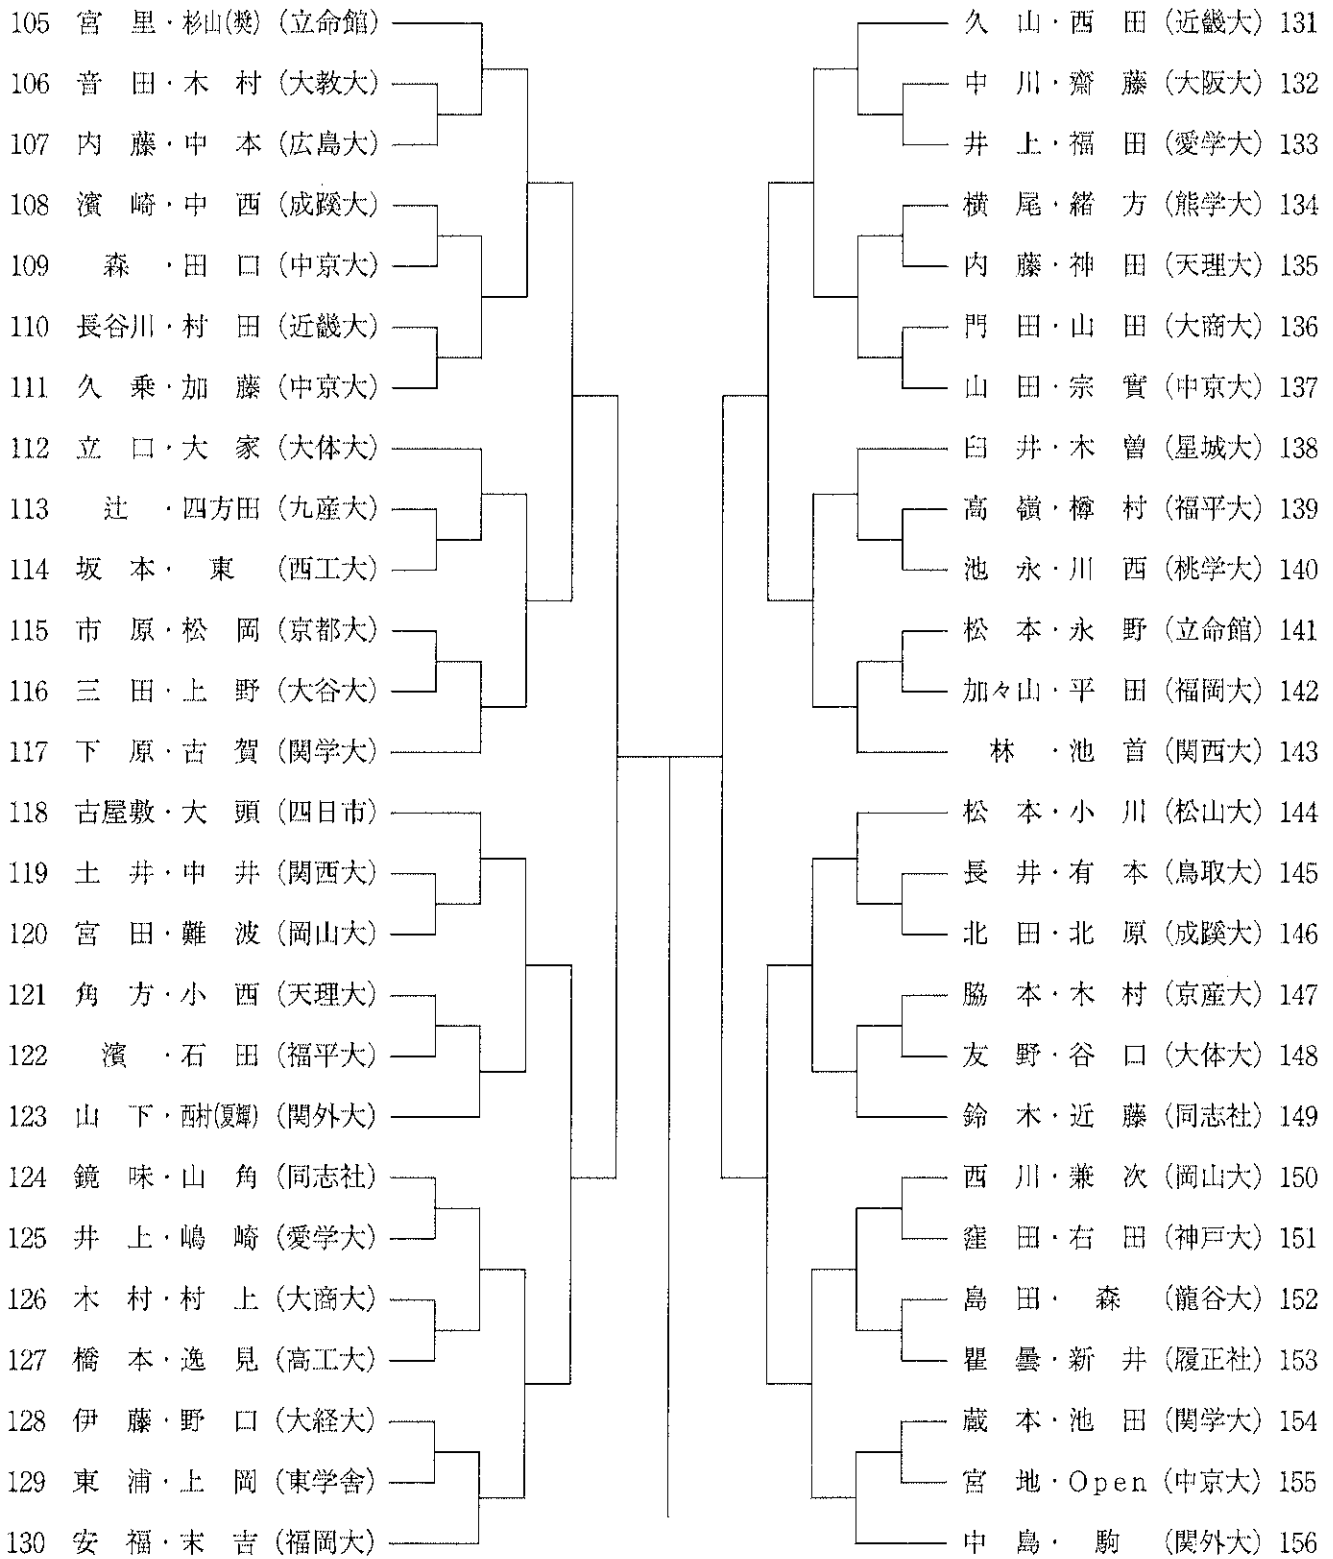 105 宮里・杉山(奬) (立命館)
106 音田・木村 (大教大)
107 内藤・中本 (広島大)
108 濱崎・中西 (成蹊大)
109 森・田口 (中京大)
110 長谷川・村田 (近畿大)
111 久乗・加藤 (中京大)
112 立口・大家 (大体大)
113 辻・四方田 (九産大)
114 坂本・東 (西工大)
115 市原・松岡 (京都大)
116 三田・上野 (大谷大)
117 下原・古賀 (関学大)
118 古屋敷・大頭 (四日市)
119 土井・中井 (関西大)
120 宮田・難波 (岡山大)
121 角方・小西 (天理大)
122 濱・石田 (福平大)
123 山下・西村(夏輝) (関外大)
124 鏡味・山角 (同志社)
125 井上・嶋崎 (愛学大)
126 木村・村上 (大商大)
127 橋本・逸見 (高工大)
128 伊藤・野口 (大経大)
129 東浦・上岡 (東学舎)
130 安福・末吉 (福岡大)
久山・西田 (近畿大) 131
中川・齋藤 (大阪大) 132
井上・福田 (愛学大) 133
横尾・緒方 (熊学大) 134
内藤・神田 (天理大) 135
門田・山田 (大商大) 136
山田・宗實 (中京大) 137
臼井・木曽 (星城大) 138
高嶺・樽村 (福平大) 139
池永・川西 (桃学大) 140
松本・永野 (立命館) 141
加々山・平田 (福岡大) 142
林・池首 (関西大) 143
松本・小川 (松山大) 144
長井・有本 (鳥取大) 145
北田・北原 (成蹊大) 146
脇本・木村 (京産大) 147
友野・谷口 (大体大) 148
鈴木・近藤 (同志社) 149
西川・兼次 (岡山大) 150
窪田・右田 (神戸大) 151
島田・森 (龍谷大) 152
瞿曇・新井 (履正社) 153
蔵本・池田 (関学大) 154
宮地・Open (中京大) 155
中島・駒 (関外大) 156